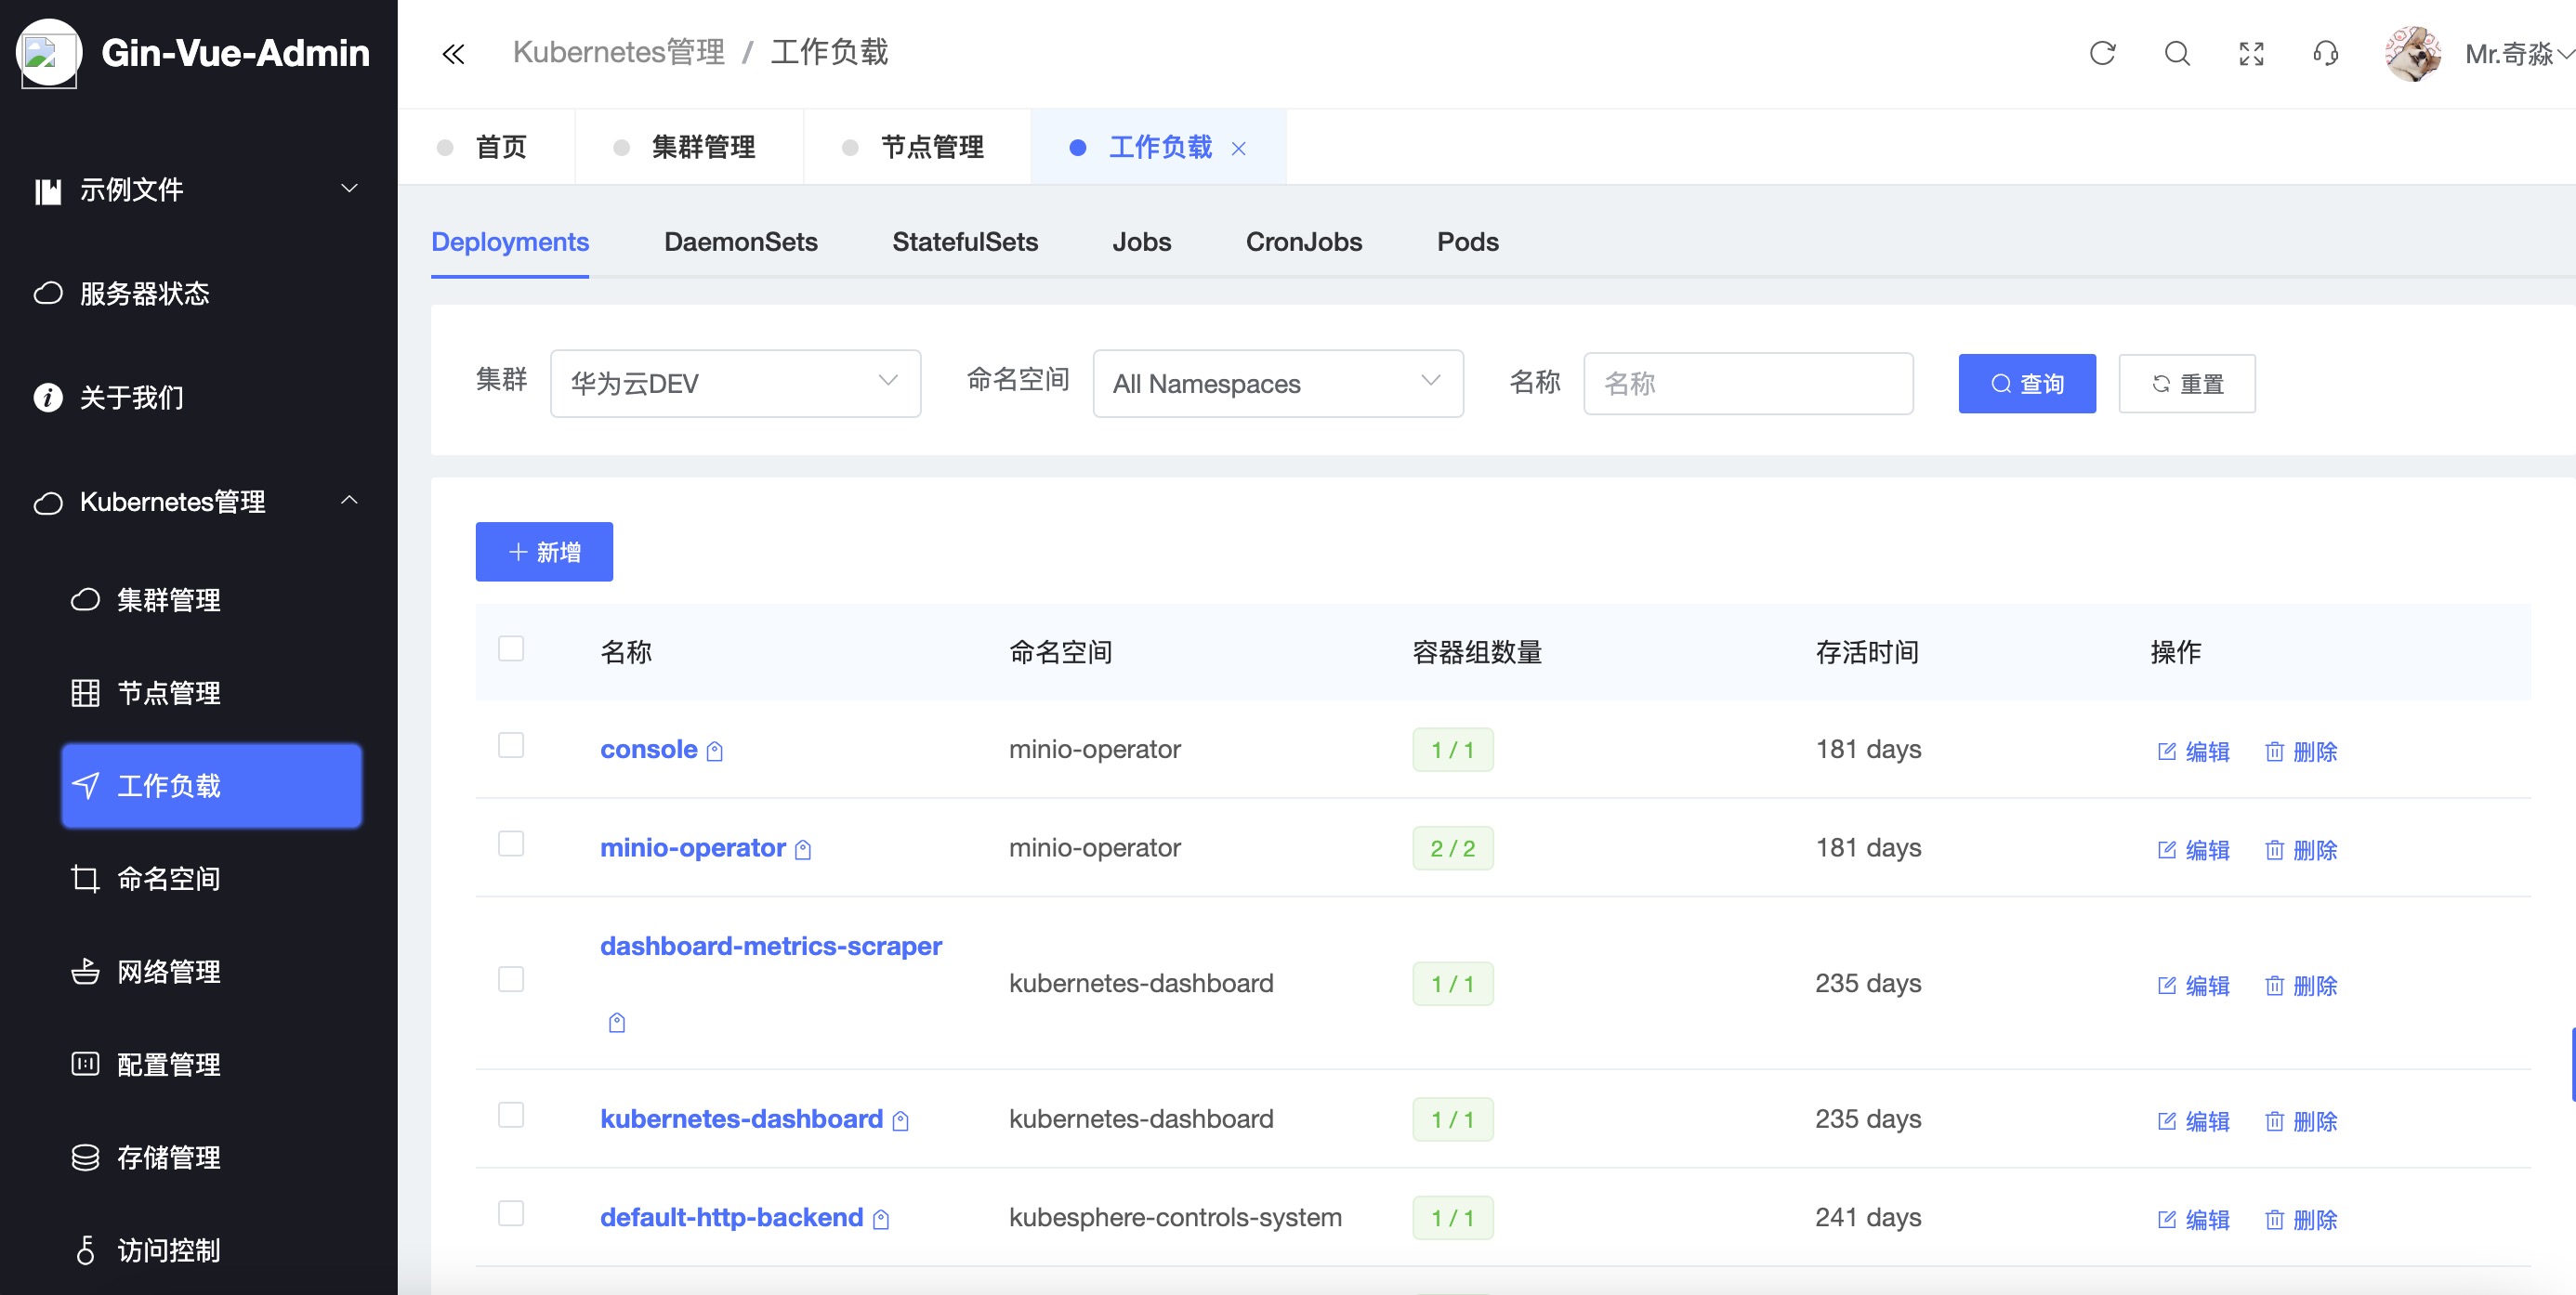 Gin-Vue-Admin
示例文件
服务器状态
关于我们
Kubernetes管理
集群管理
节点管理
工作负载
命名空间
网络管理
配置管理
存储管理
访问控制
Kubernetes管理 / 工作负载
Mr.奇淼
首页 集群管理 节点管理 工作负载
Deployments DaemonSets StatefulSets Jobs CronJobs Pods
集群 华为云DEV 命名空间 All Namespaces 名称 名称 查询 重置
新增
名称 命名空间 容器组数量 存活时间 操作
console minio-operator 1 / 1 181 days 编辑 删除
minio-operator minio-operator 2 / 2 181 days 编辑 删除
dashboard-metrics-scraper kubernetes-dashboard 1 / 1 235 days 编辑 删除
kubernetes-dashboard kubernetes-dashboard 1 / 1 235 days 编辑 删除
default-http-backend kubesphere-controls-system 1 / 1 241 days 编辑 删除